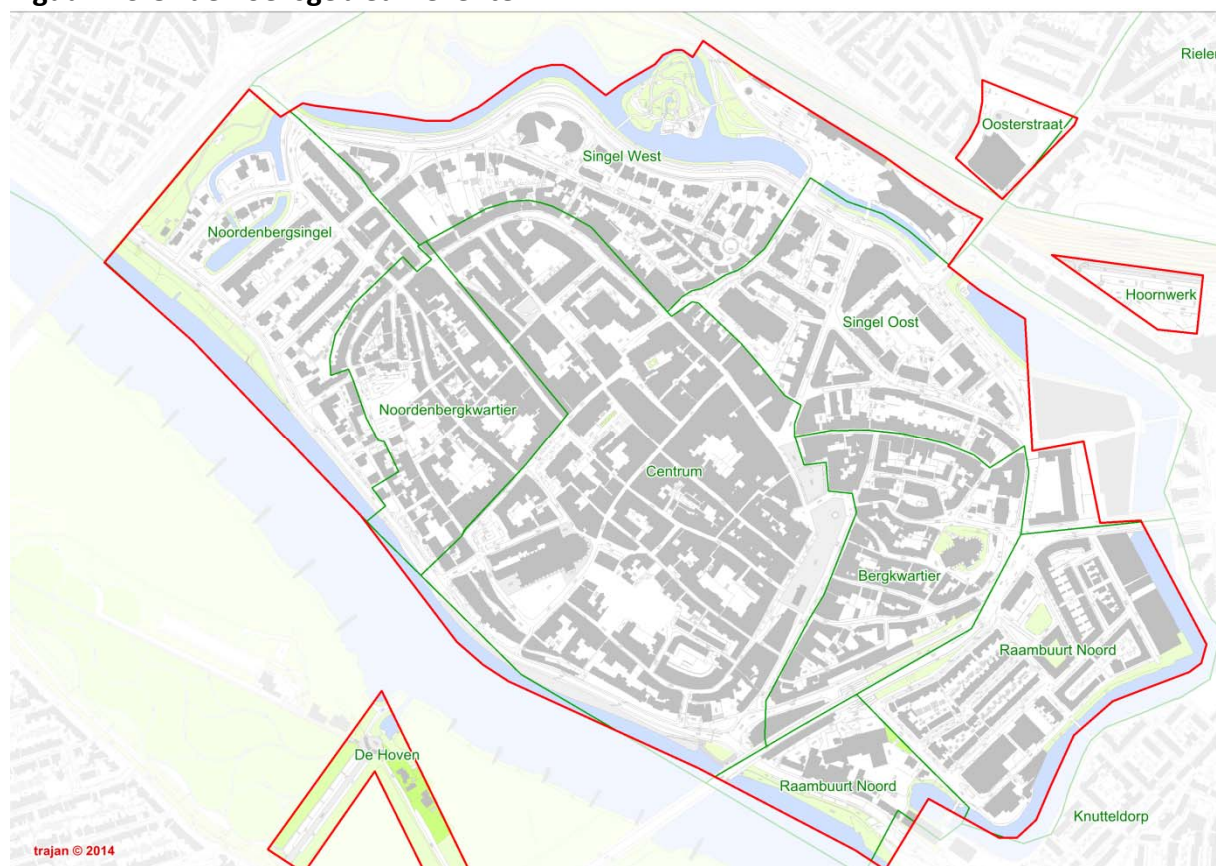 Rieler
Oosterstraat
Singel West
Noordenbergsingel
Hoornwerk
Singel Oost
Noordenbergkwartier
Centrum
Bergkwartier
Raambuurt Noord
De Hoven
Raambuurt Noord
Knutteldorp
trajan © 2014